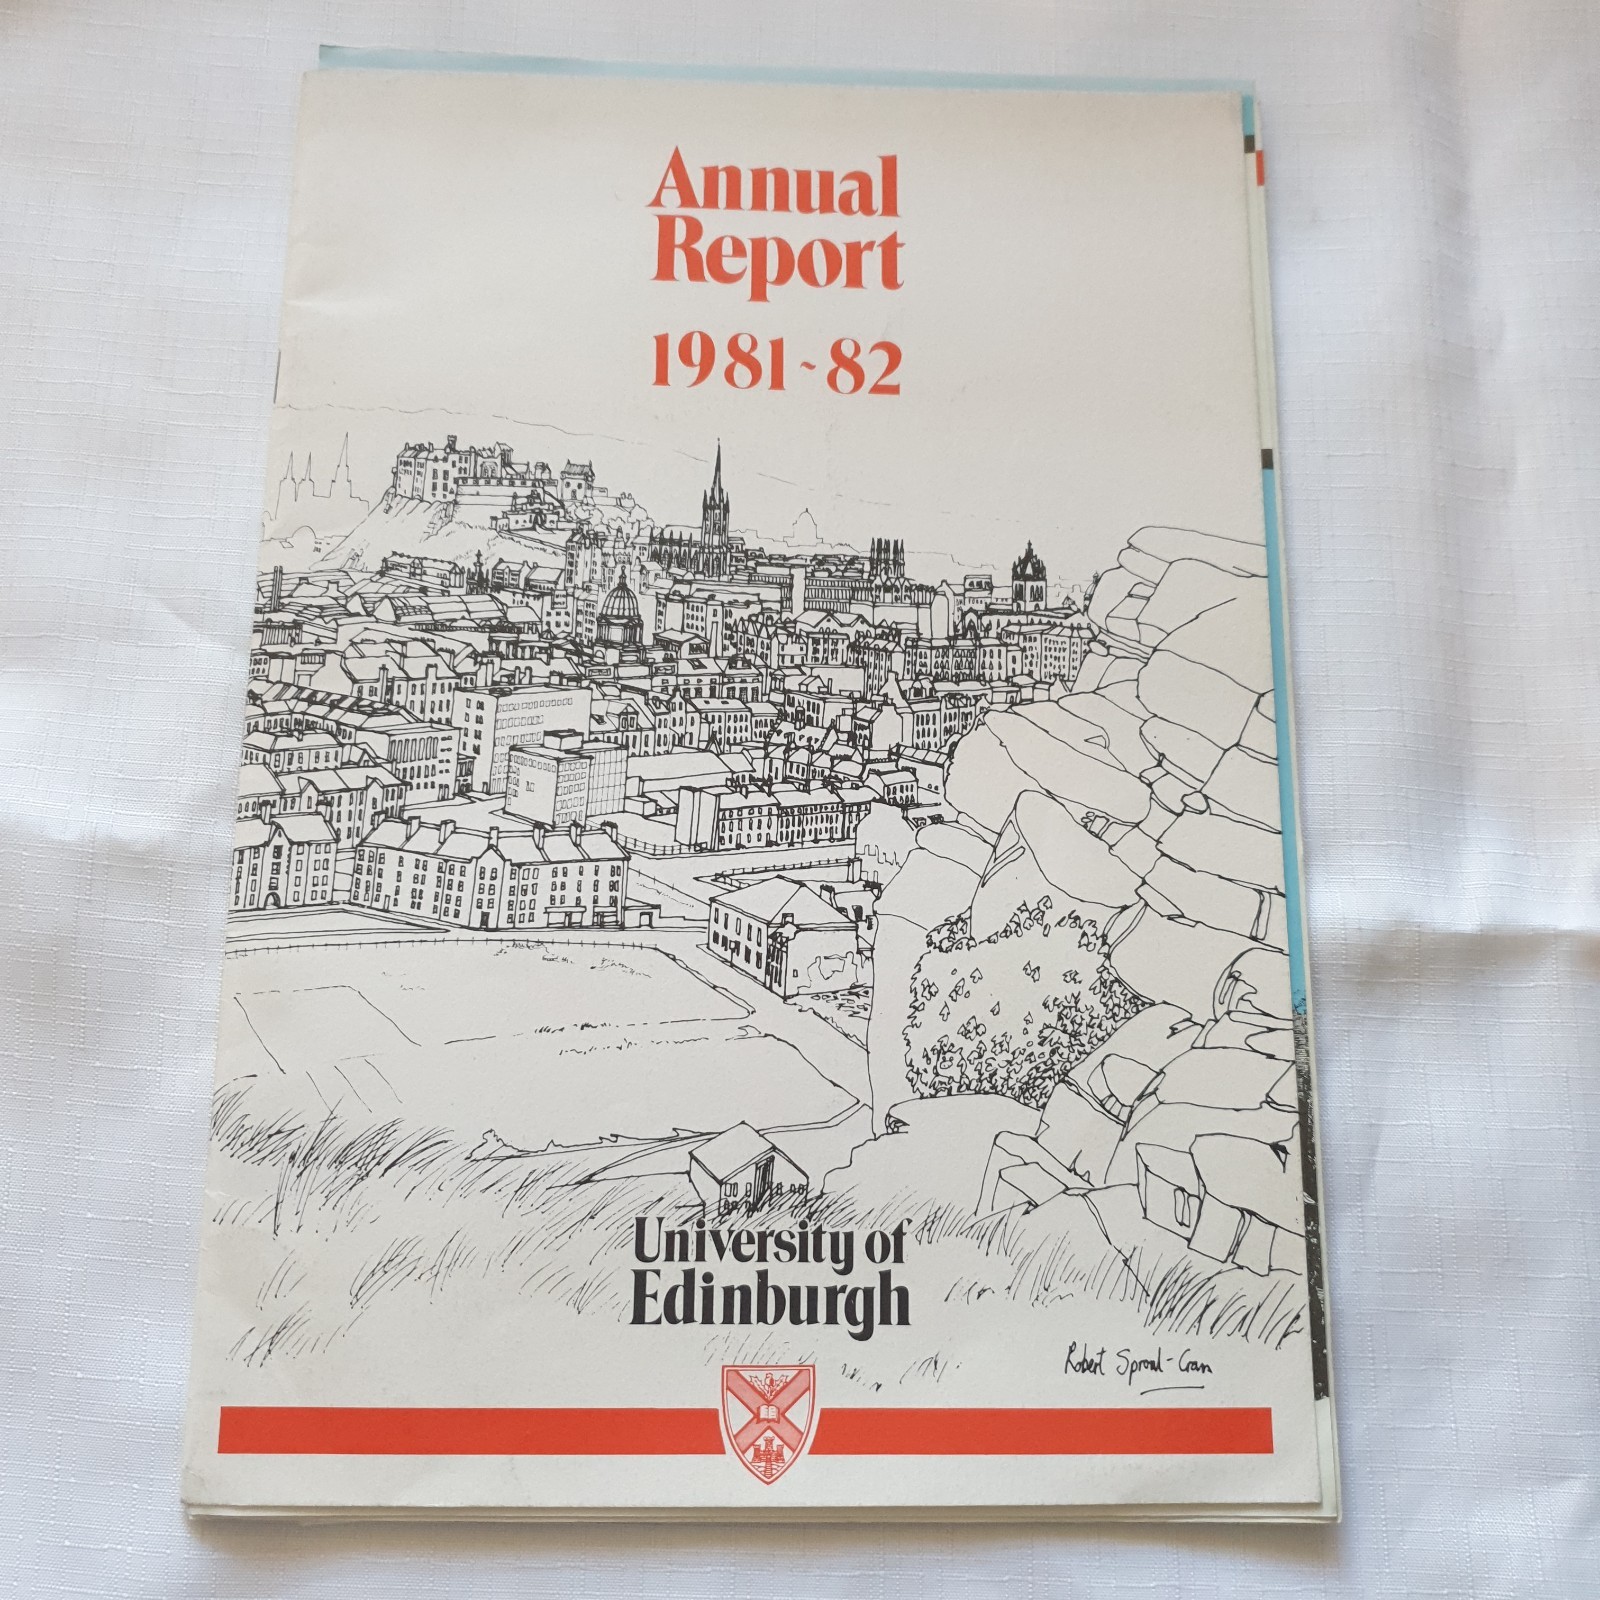 Annual
Report
1981~82
University of
Edinburgh
Robert Sproul-Cran